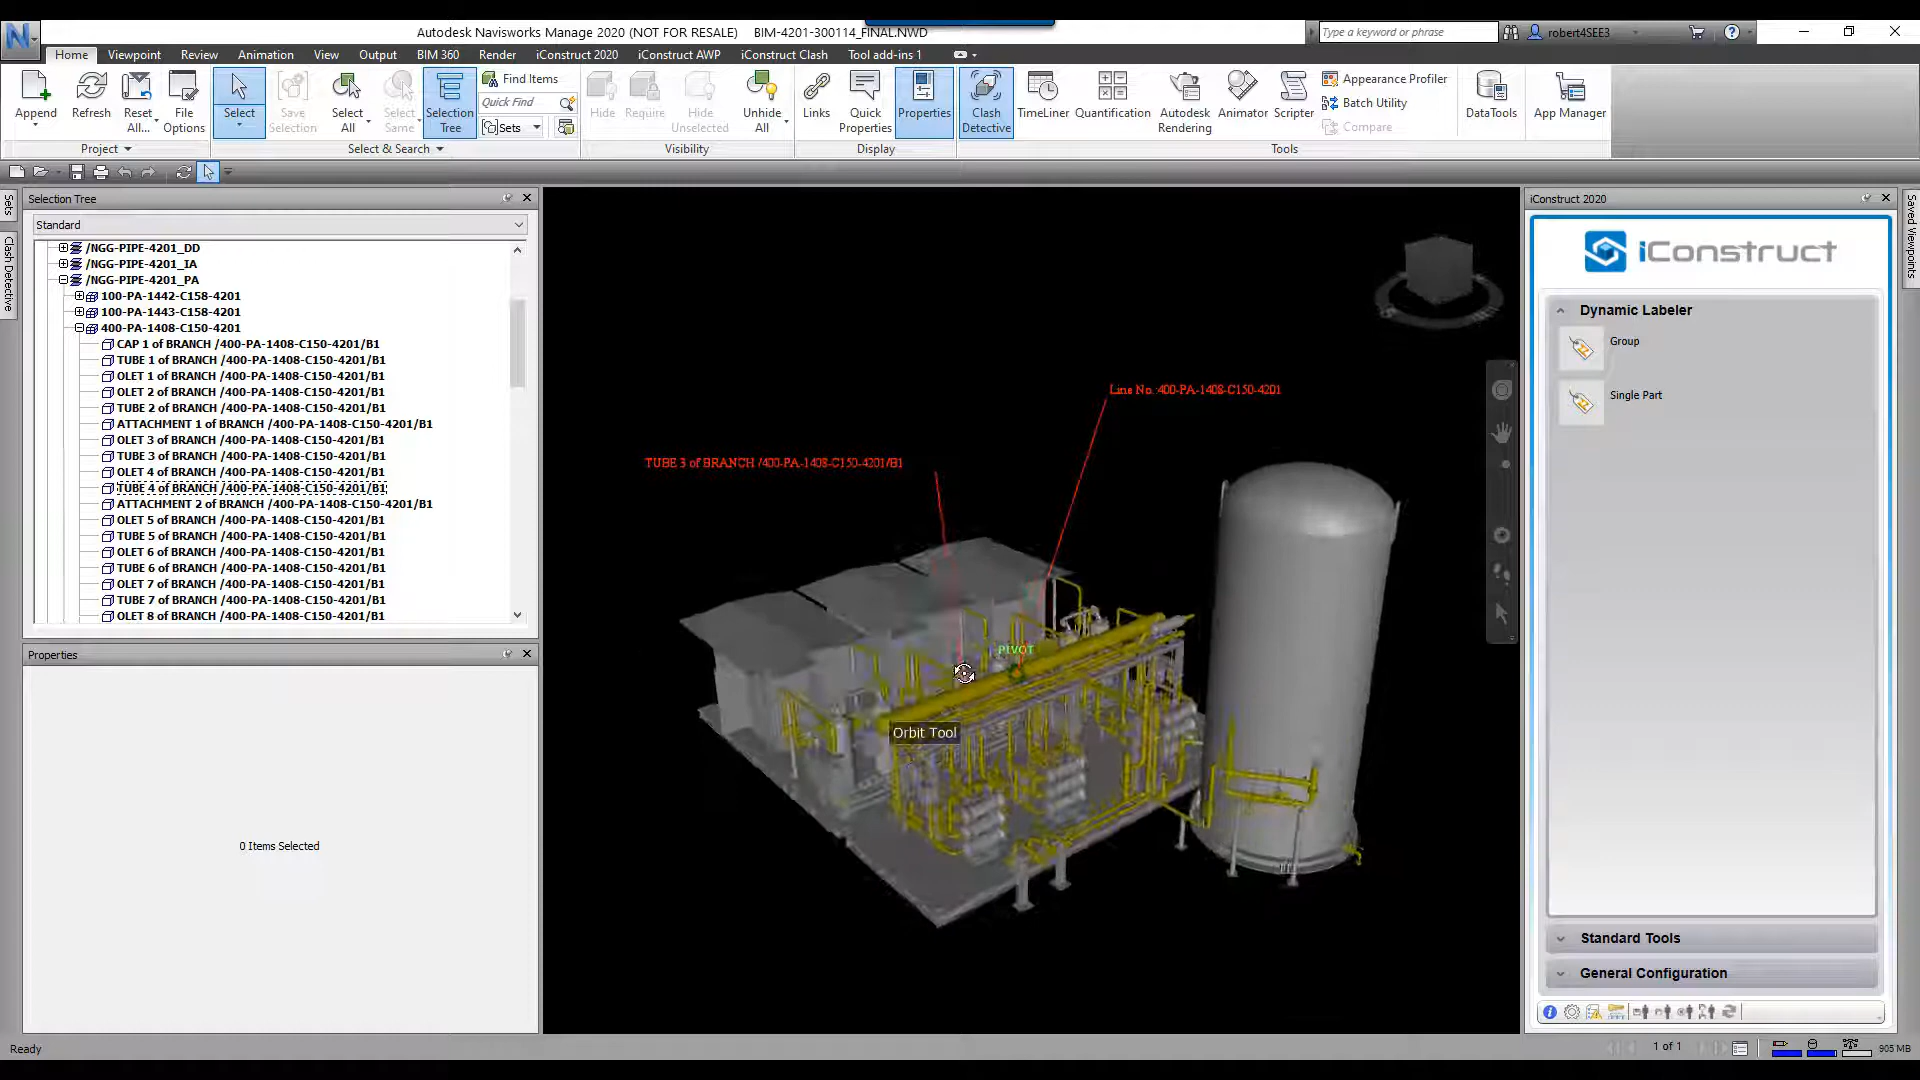 Autodesk Navisworks Manage 2020 (NOT FOR RESALE) BIM-4201-300114_FINAL.NWD
Type a keyword or phrase
robert4SEE3
Home Viewpoint Review Animation View Output BIM 360 Render iConstruct 2020 iConstruct AWP iConstruct Clash Tool add-ins 1
Append
Refresh
Reset All...
File Options
Project
Select
Save Selection
Select All
Select Same
Selection Tree
Find Items
Quick Find
Sets
Select & Search
Hide
Require
Hide Unselected
Unhide All
Visibility
Links
Quick Properties
Properties
Display
Clash Detective
TimeLiner
Quantification
Autodesk Rendering
Animator
Scripter
Appearance Profiler
Batch Utility
Compare
DataTools
App Manager
Tools
Sets
Clash Detective
Selection Tree
Standard
/NGG-PIPE-4201_DD
/NGG-PIPE-4201_IA
/NGG-PIPE-4201_PA
100-PA-1442-C158-4201
100-PA-1443-C158-4201
400-PA-1408-C150-4201
CAP 1 of BRANCH /400-PA-1408-C150-4201/B1
TUBE 1 of BRANCH /400-PA-1408-C150-4201/B1
OLET 1 of BRANCH /400-PA-1408-C150-4201/B1
OLET 2 of BRANCH /400-PA-1408-C150-4201/B1
TUBE 2 of BRANCH /400-PA-1408-C150-4201/B1
ATTACHMENT 1 of BRANCH /400-PA-1408-C150-4201/B1
OLET 3 of BRANCH /400-PA-1408-C150-4201/B1
TUBE 3 of BRANCH /400-PA-1408-C150-4201/B1
OLET 4 of BRANCH /400-PA-1408-C150-4201/B1
TUBE 4 of BRANCH /400-PA-1408-C150-4201/B1
ATTACHMENT 2 of BRANCH /400-PA-1408-C150-4201/B1
OLET 5 of BRANCH /400-PA-1408-C150-4201/B1
TUBE 5 of BRANCH /400-PA-1408-C150-4201/B1
OLET 6 of BRANCH /400-PA-1408-C150-4201/B1
TUBE 6 of BRANCH /400-PA-1408-C150-4201/B1
OLET 7 of BRANCH /400-PA-1408-C150-4201/B1
TUBE 7 of BRANCH /400-PA-1408-C150-4201/B1
OLET 8 of BRANCH /400-PA-1408-C150-4201/B1
Properties
0 Items Selected
Line No. 400-PA-1408-C150-4201
TUBE 3 of BRANCH /400-PA-1408-C150-4201/B1
PIVOT
Orbit Tool
iConstruct 2020
iConstruct
Dynamic Labeler
Group
Single Part
Standard Tools
General Configuration
Saved Viewpoints
Ready
1 of 1
905 MB